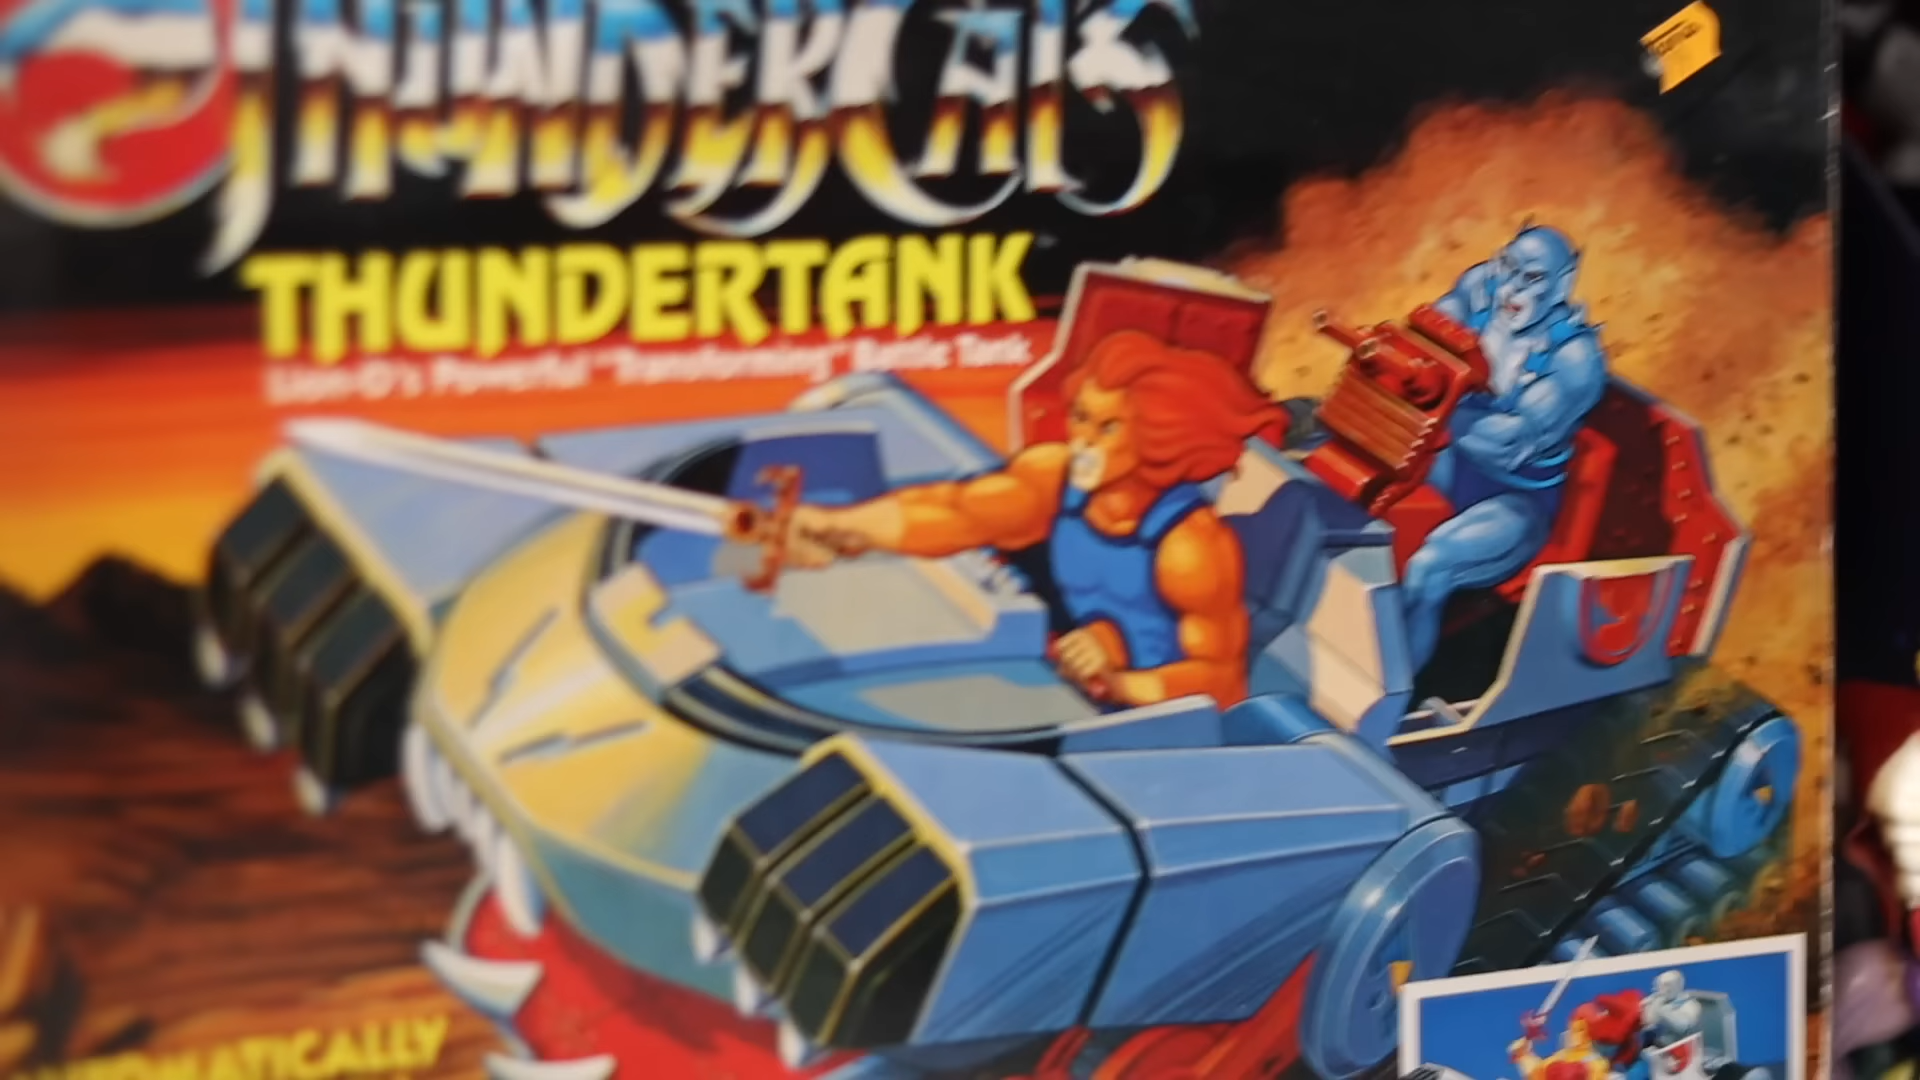 THUNDERCATS
THUNDERTANK
Lion-O's Powerful "Transforming" Battle Tank
AUTOMATICALLY